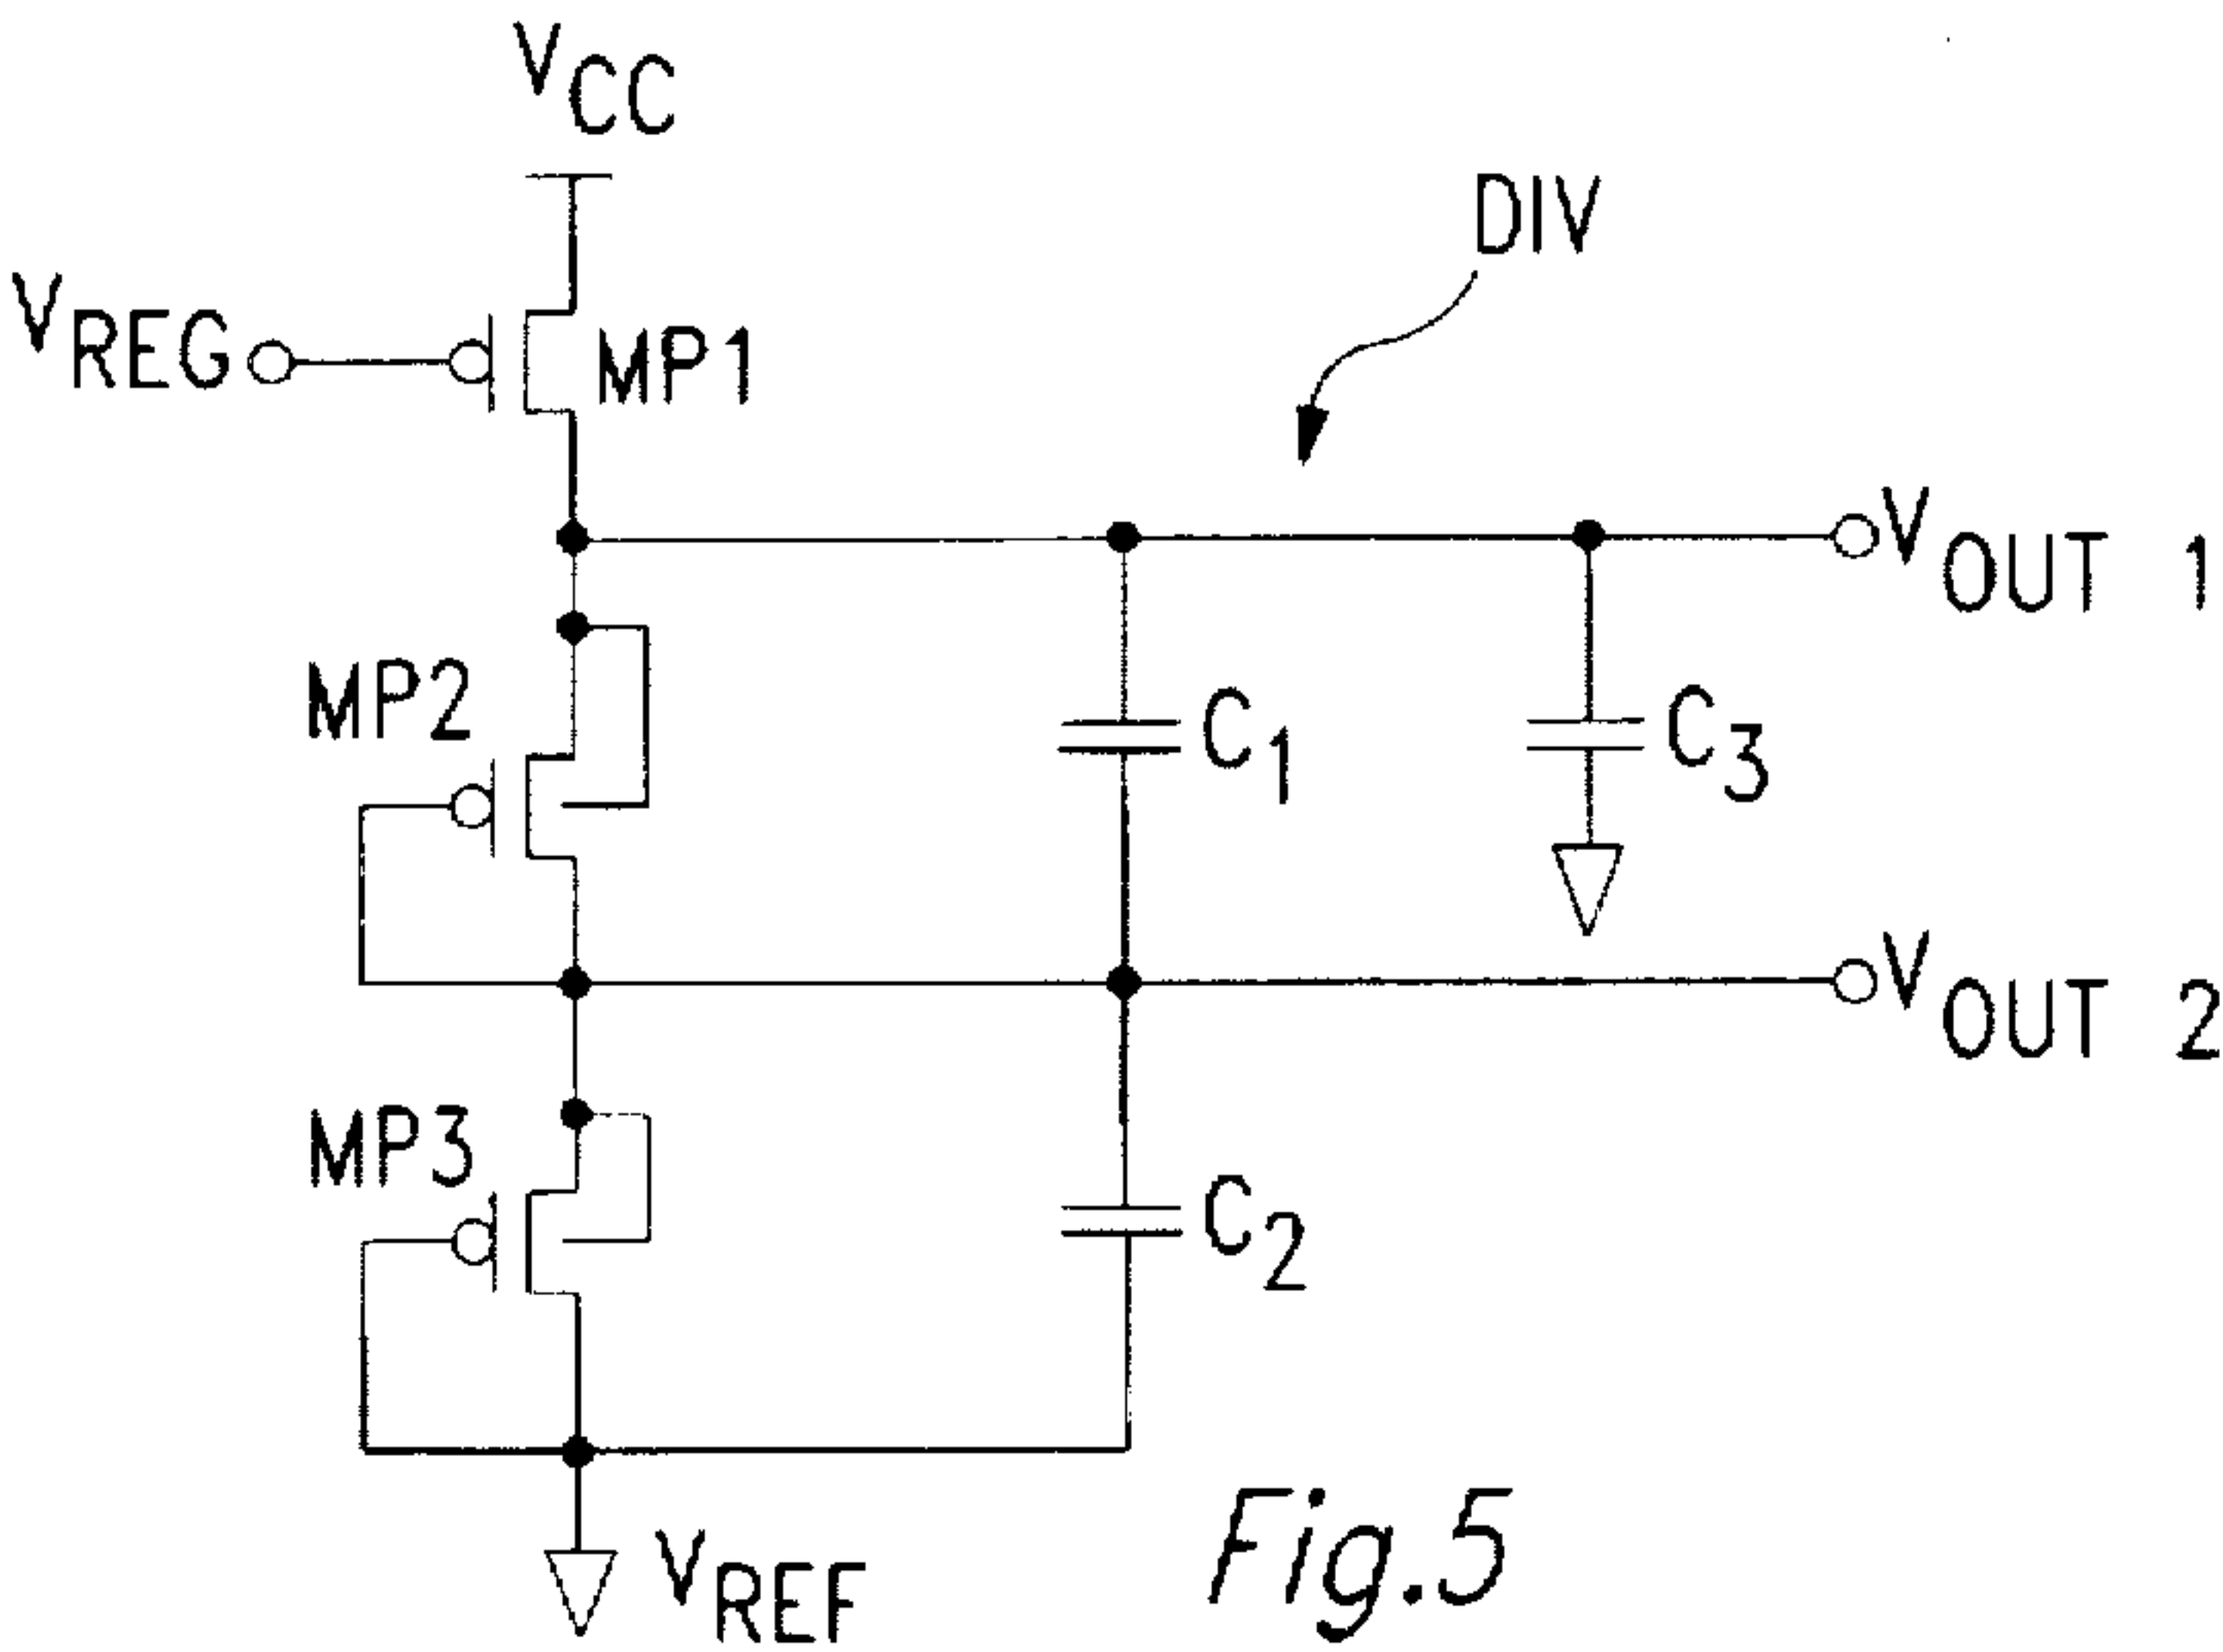 VCC
DIV
VREG
MP1
VOUT 1
MP2
C1
C3
VOUT 2
MP3
C2
Fig.5
VREF